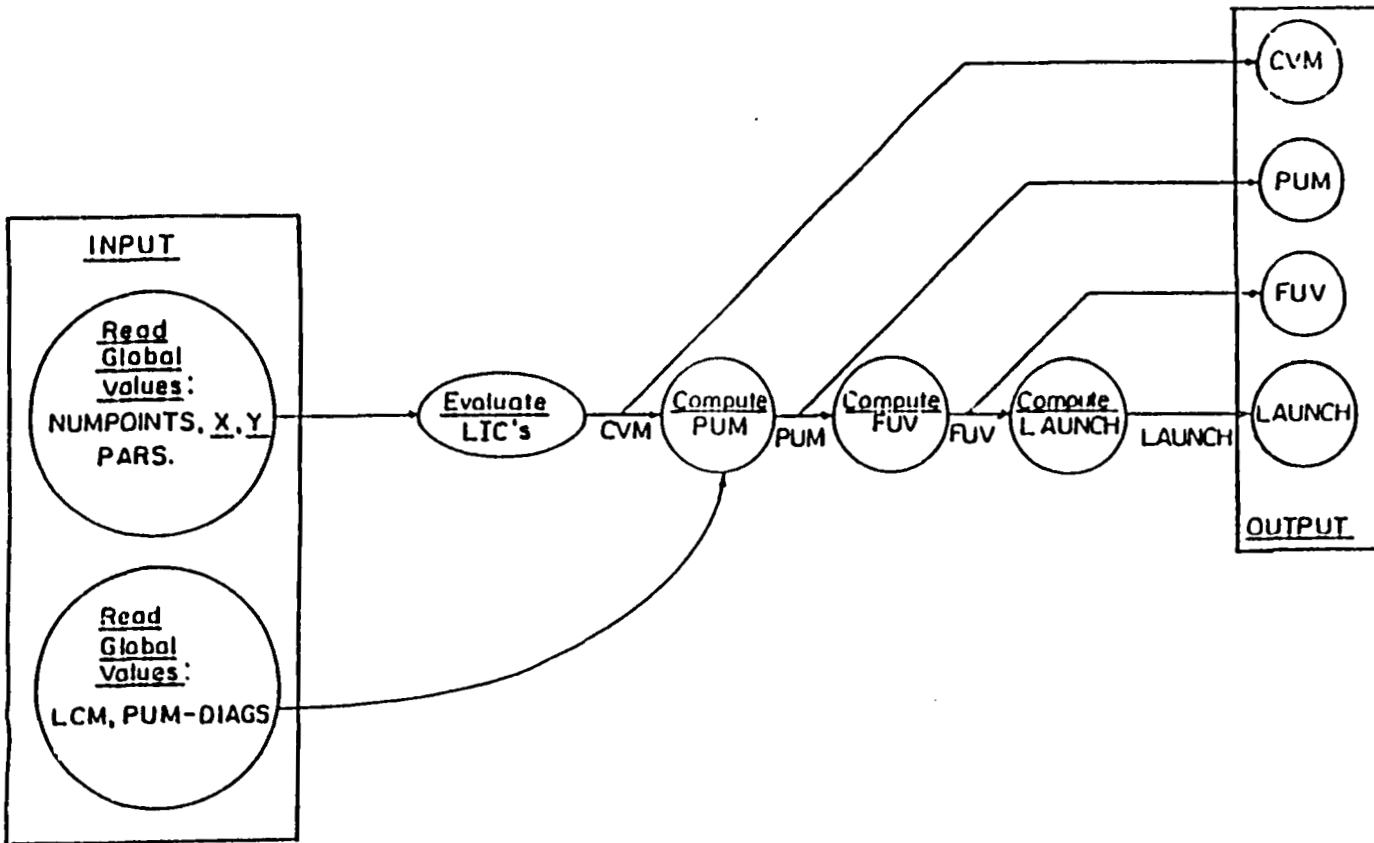 INPUT
Read
Global
Values:
NUMPOINTS, X, Y
PARS.
Read
Global
Values:
LCM, PUM-DIAGS
Evaluate
LIC's
CVM
Compute
PUM
PUM
Compute
FUV
FUV
Compute
LAUNCH
LAUNCH
CVM
PUM
FUV
LAUNCH
OUTPUT